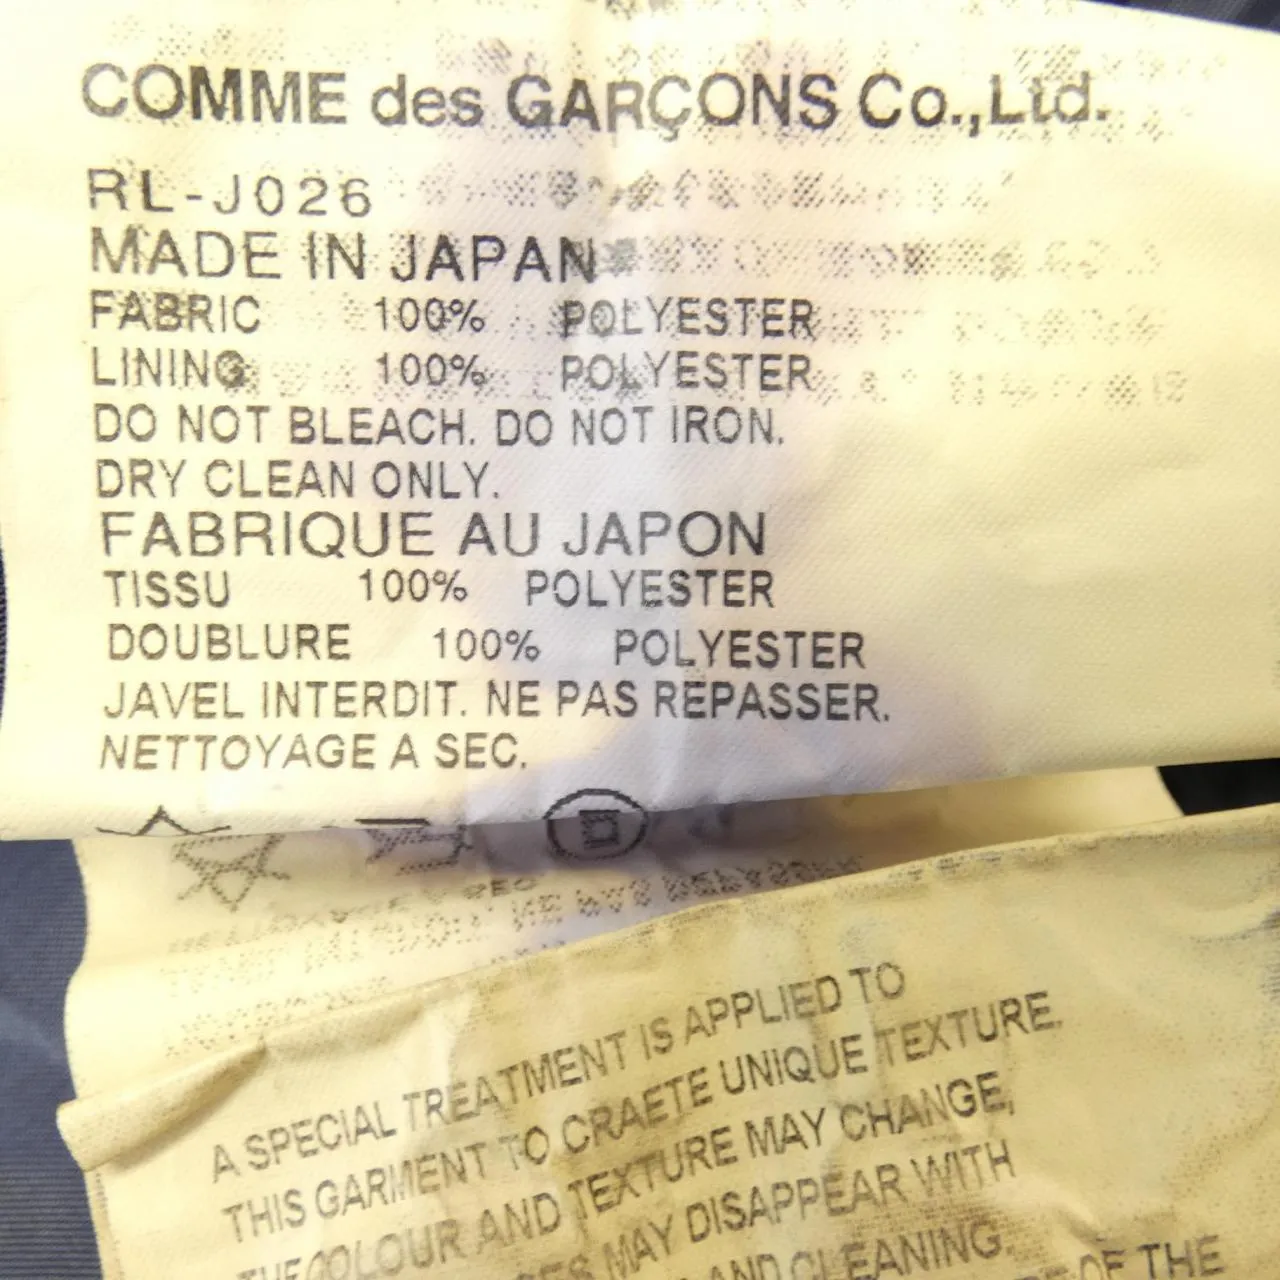 COMME des GARÇONS Co.,Ltd.
RL-J026
MADE IN JAPAN
FABRIC 100% POLYESTER
LINING 100% POLYESTER
DO NOT BLEACH. DO NOT IRON.
DRY CLEAN ONLY.
FABRIQUE AU JAPON
TISSU 100% POLYESTER
DOUBLURE 100% POLYESTER
JAVEL INTERDIT. NE PAS REPASSER.
NETTOYAGE A SEC.
A SPECIAL TREATMENT IS APPLIED TO
THIS GARMENT TO CRAETE UNIQUE TEXTURE.
THE COLOUR AND TEXTURE MAY CHANGE,
MAY DISAPPEAR WITH
AND CLEANING.
OF THE